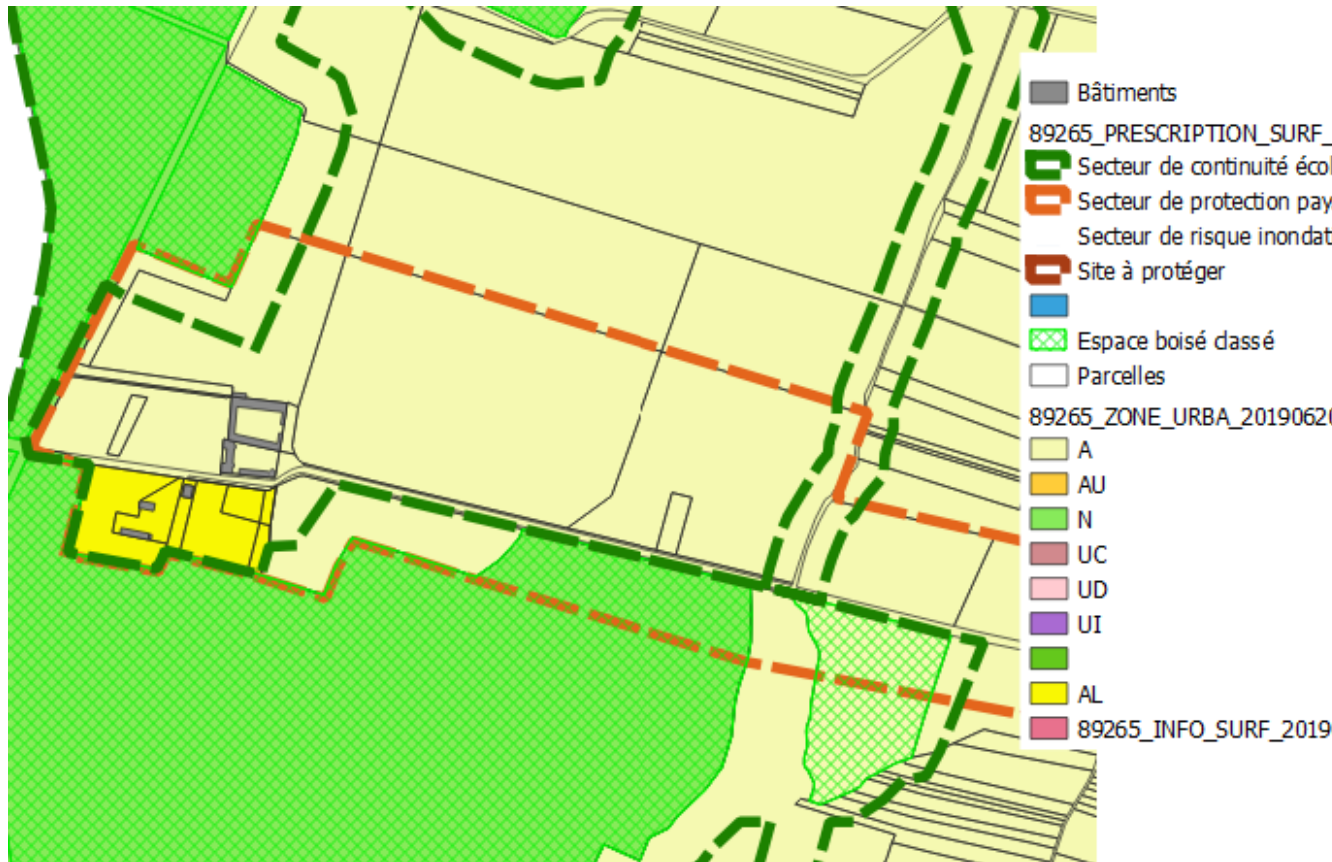 Bâtiments
89265_PRESCRIPTION_SURF_
Secteur de continuité écol
Secteur de protection pay
Secteur de risque inondat
Site à protéger
Espace boisé classé
Parcelles
89265_ZONE_URBA_2019062
A
AU
N
UC
UD
UI
AL
89265_INFO_SURF_2019